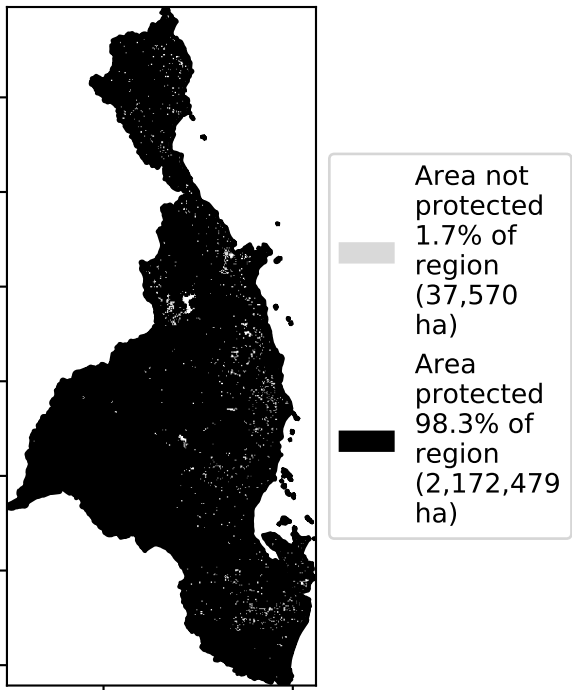 Area not
protected
1.7% of
region
(37,570
ha)
Area
protected
98.3% of
region
(2,172,479
ha)